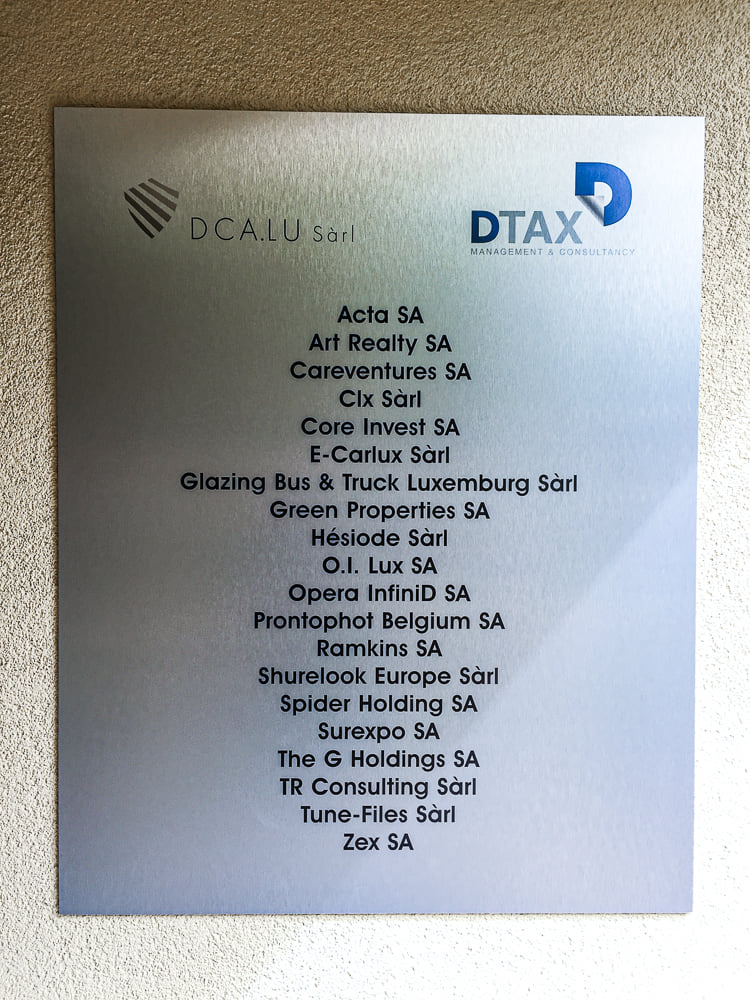 DCA.LU Sàrl
DTAX
MANAGEMENT & CONSULTANCY
Acta SA
Art Realty SA
Careventures SA
Clx Sàrl
Core Invest SA
E-Carlux Sàrl
Glazing Bus & Truck Luxemburg Sàrl
Green Properties SA
Hésiode Sàrl
O.I. Lux SA
Opera InfiniD SA
Prontophot Belgium SA
Ramkins SA
Shurelook Europe Sàrl
Spider Holding SA
Surexpo SA
The G Holdings SA
TR Consulting Sàrl
Tune-Files Sàrl
Zex SA